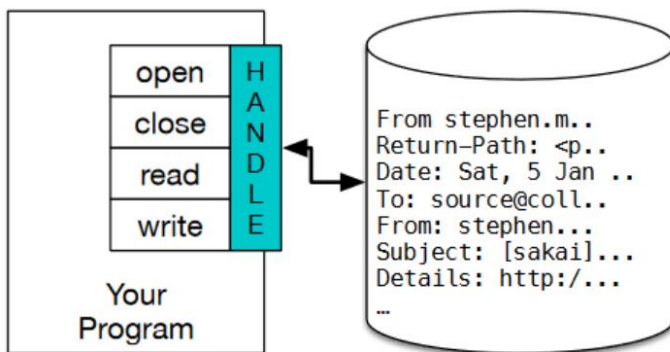 open
close
read
write
HANDLE
Your
Program
From stephen.m..
Return-Path: <p..
Date: Sat, 5 Jan ..
To: source@coll..
From: stephen...
Subject: [sakai]...
Details: http:/...
…